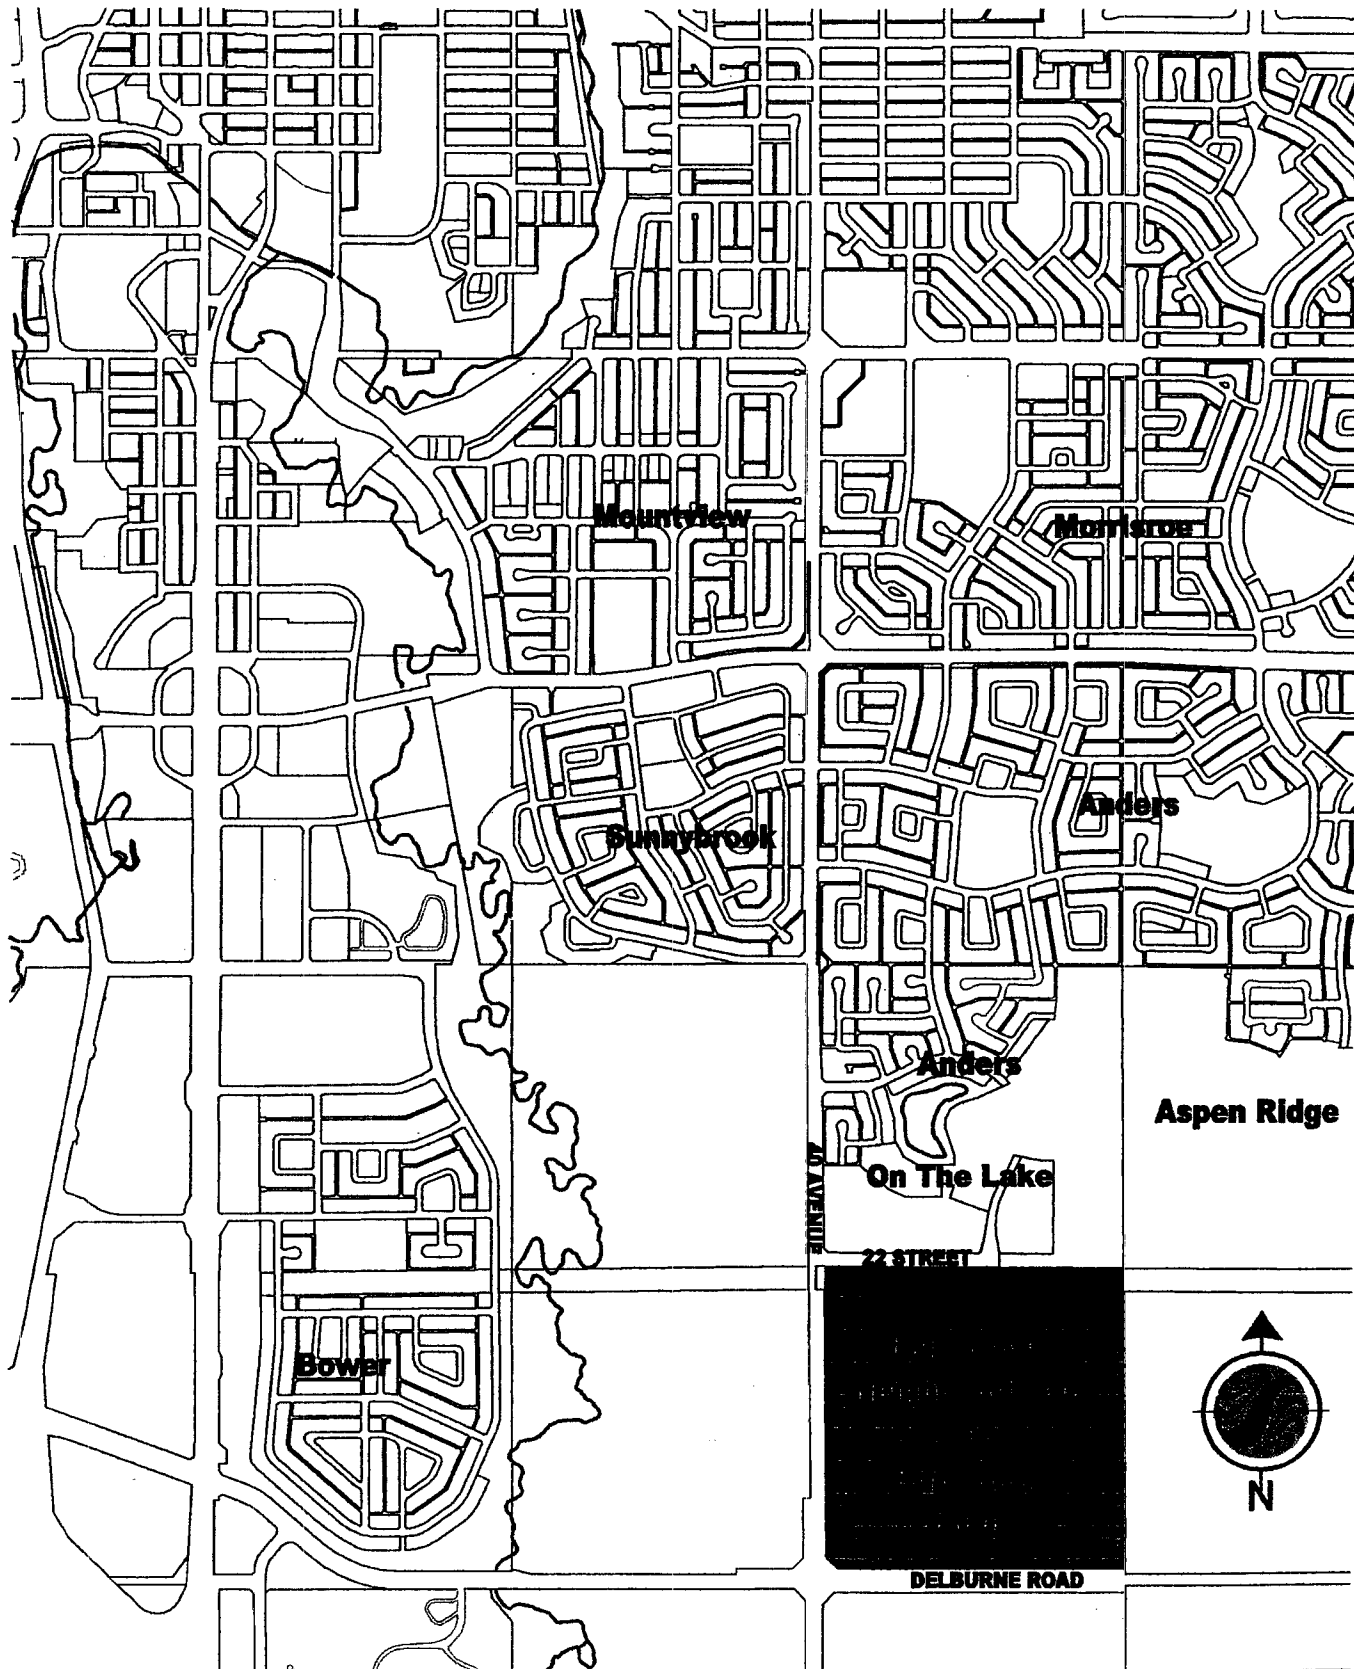 Mountview
Morrisroe
Anders
Sunnybrook
Anders
Aspen Ridge
On The Lake
40 AVENUE
22 STREET
Bower
N
DELBURNE ROAD